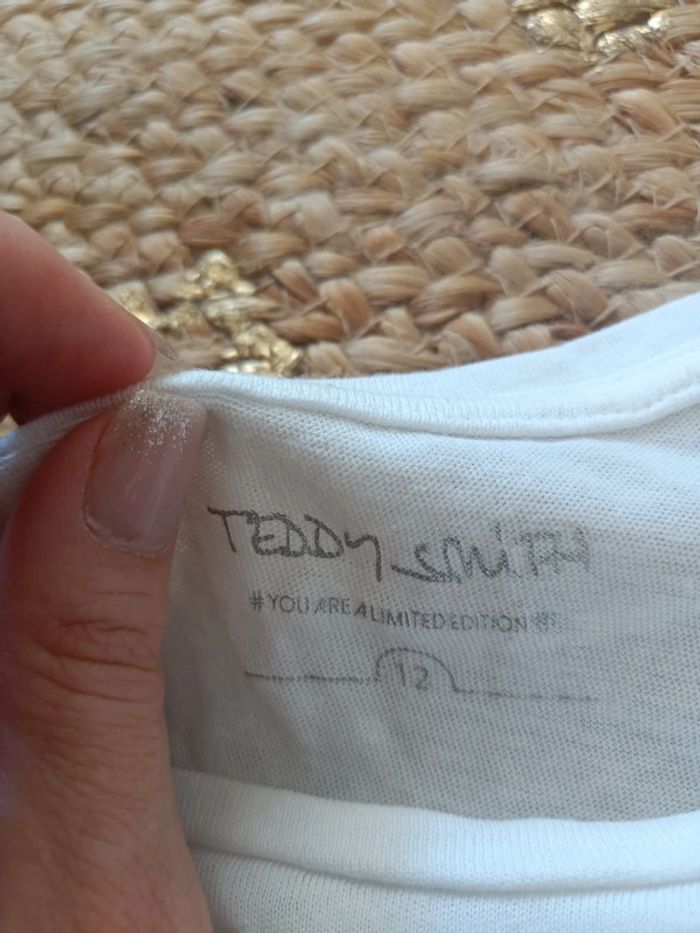 TEDDY SMITH
# YOU ARE A LIMITED EDITION #
12